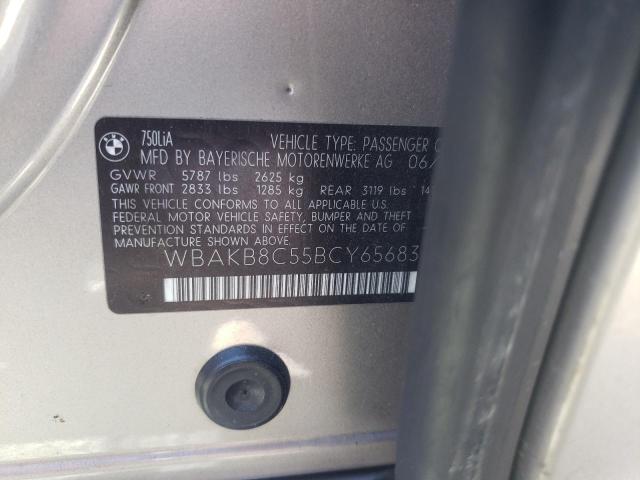 BMW
750LiA
VEHICLE TYPE: PASSENGER
MFD BY BAYERISCHE MOTORENWERKE AG 06/
GVWR 5787 lbs 2625 kg
GAWR FRONT 2833 lbs 1285 kg REAR 3119 lbs 14
THIS VEHICLE CONFORMS TO ALL APPLICABLE U.S.
FEDERAL MOTOR VEHICLE SAFETY, BUMPER AND THEFT
PREVENTION STANDARDS IN EFFECT ON THE DATE OF
MANUFACTURE SHOWN ABOVE.
WBAKB8C55BCY65683